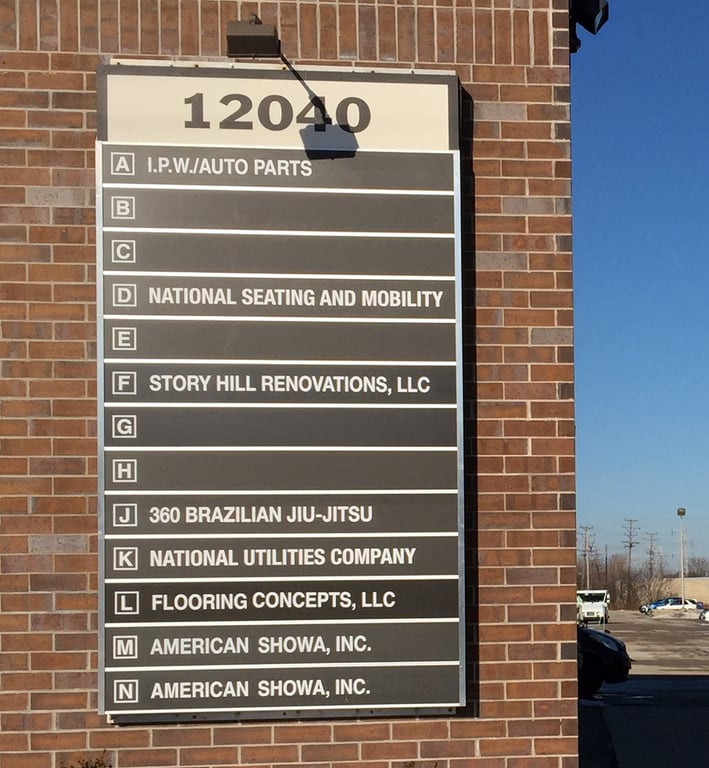 12040
A I.P.W./AUTO PARTS
B
C
D NATIONAL SEATING AND MOBILITY
E
F STORY HILL RENOVATIONS, LLC
G
H
J 360 BRAZILIAN JIU-JITSU
K NATIONAL UTILITIES COMPANY
L FLOORING CONCEPTS, LLC
M AMERICAN SHOWA, INC.
N AMERICAN SHOWA, INC.